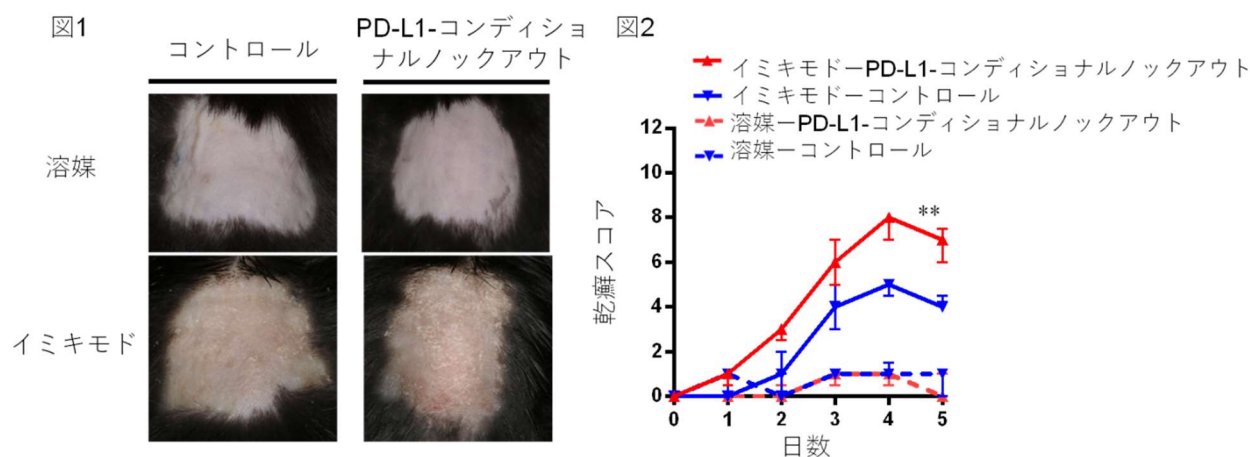 図1
コントロール
PD-L1-コンディショ
ナルノックアウト
溶媒
イミキモド
図2
イミキモドーPD-L1-コンディショナルノックアウト
イミキモドーコントロール
溶媒ーPD-L1-コンディショナルノックアウト
溶媒ーコントロール
乾癬スコア
12
10
8
6
4
2
0
**
0 1 2 3 4 5
日数